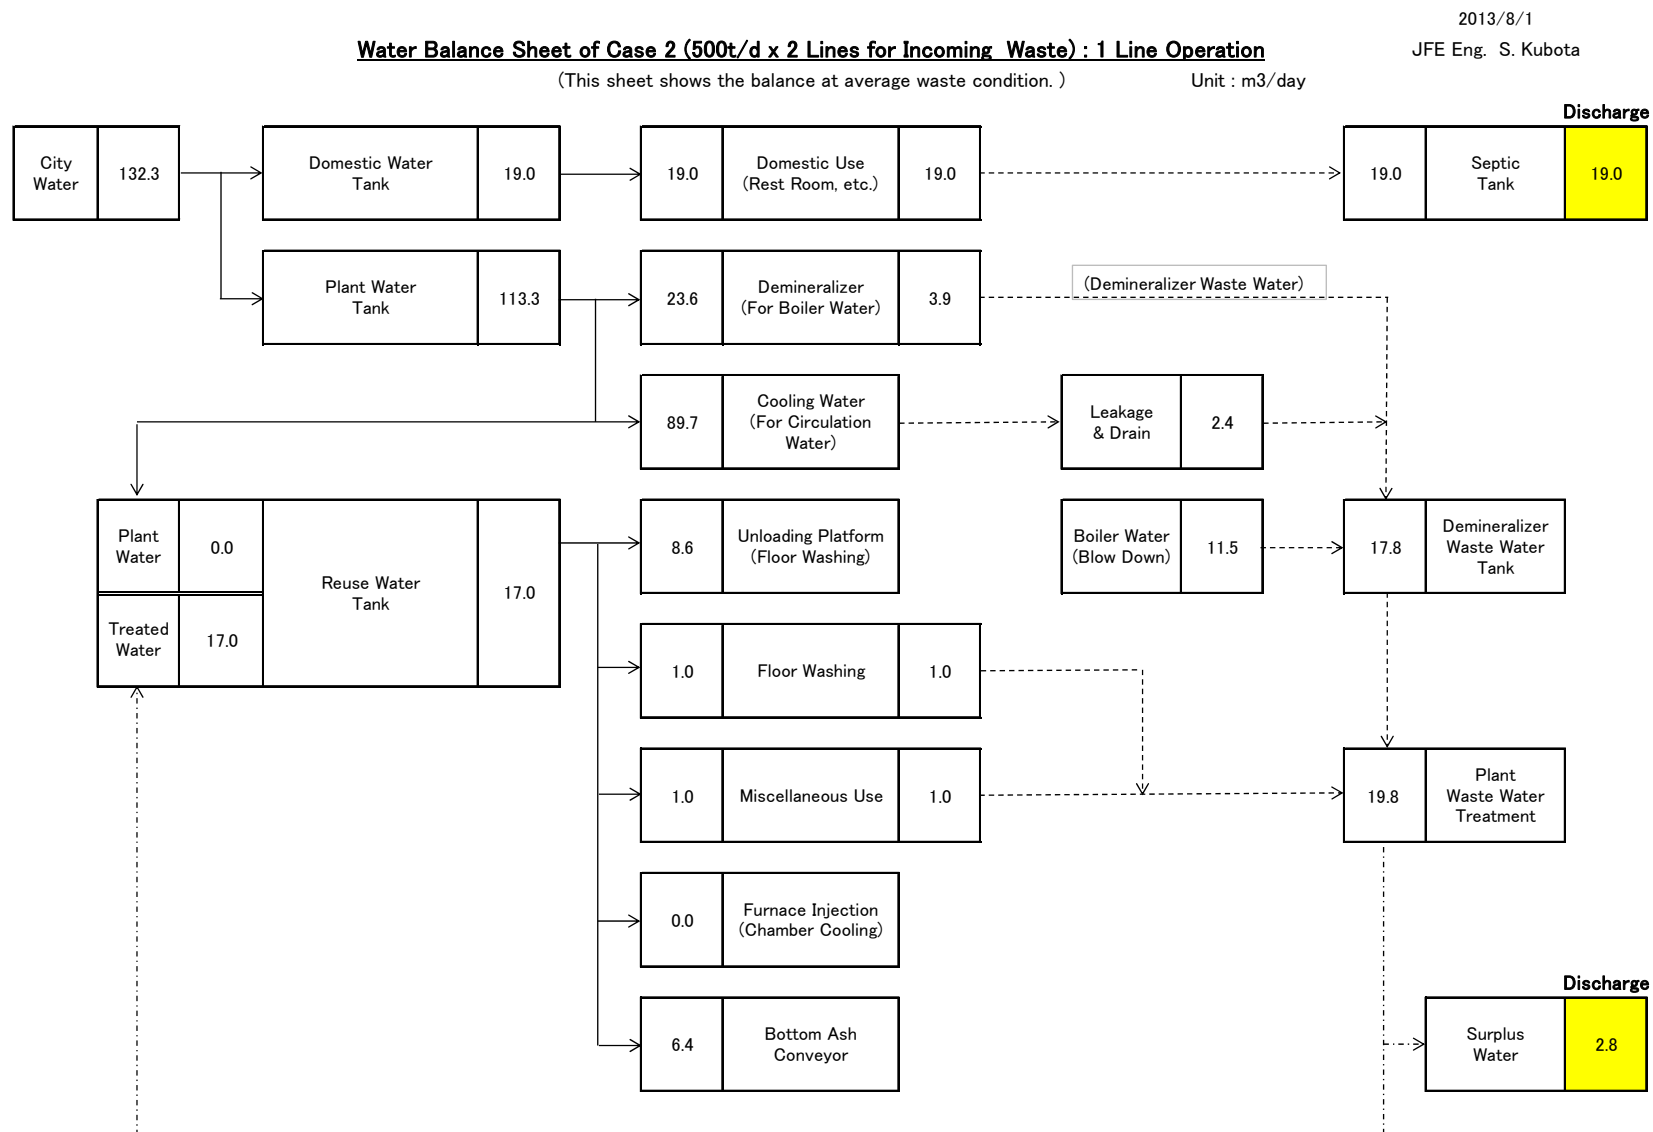 2013/8/1
Water Balance Sheet of Case 2 (500t/d x 2 Lines for Incoming Waste) : 1 Line Operation
JFE Eng. S. Kubota
(This sheet shows the balance at average waste condition. )
Unit : m3/day
Discharge
City
Water
132.3
Domestic Water
Tank
19.0
19.0
Domestic Use
(Rest Room, etc.)
19.0
19.0
Septic
Tank
19.0
Plant Water
Tank
113.3
23.6
Demineralizer
(For Boiler Water)
3.9
(Demineralizer Waste Water)
89.7
Cooling Water
(For Circulation
Water)
Leakage
& Drain
2.4
Plant
Water
0.0
Treated
Water
17.0
Reuse Water
Tank
17.0
8.6
Unloading Platform
(Floor Washing)
Boiler Water
(Blow Down)
11.5
17.8
Demineralizer
Waste Water
Tank
1.0
Floor Washing
1.0
1.0
Miscellaneous Use
1.0
19.8
Plant
Waste Water
Treatment
0.0
Furnace Injection
(Chamber Cooling)
Discharge
6.4
Bottom Ash
Conveyor
Surplus
Water
2.8